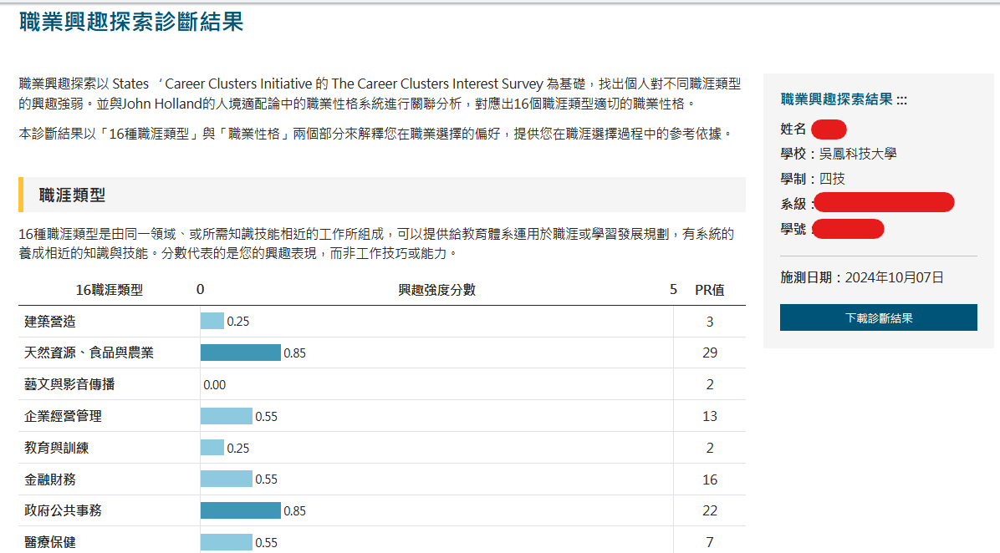 職業興趣探索診斷結果
職業興趣探索以 States ‘ Career Clusters Initiative 的 The Career Clusters Interest Survey 為基礎，找出個人對不同職涯類型
的興趣強弱。並與John Holland的人境適配論中的職業性格系統進行關聯分析，對應出16個職涯類型適切的職業性格。
本診斷結果以「16種職涯類型」與「職業性格」兩個部分來解釋您在職業選擇的偏好，提供您在職涯選擇過程中的參考依據。
職涯類型
16種職涯類型是由同一領域、或所需知識技能相近的工作所組成，可以提供給教育體系運用於職涯或學習發展規劃，有系統的
養成相近的知識與技能。分數代表的是您的興趣表現，而非工作技巧或能力。
16職涯類型 0 興趣強度分數 5 PR值
建築營造 0.25 3
天然資源、食品與農業 0.85 29
藝文與影音傳播 0.00 2
企業經營管理 0.55 13
教育與訓練 0.25 2
金融財務 0.55 16
政府公共事務 0.85 22
醫療保健 0.55 7
職業興趣探索結果 :::
姓名
學校：吳鳳科技大學
學制：四技
系級：
學號：
施測日期：2024年10月07日
下載診斷結果